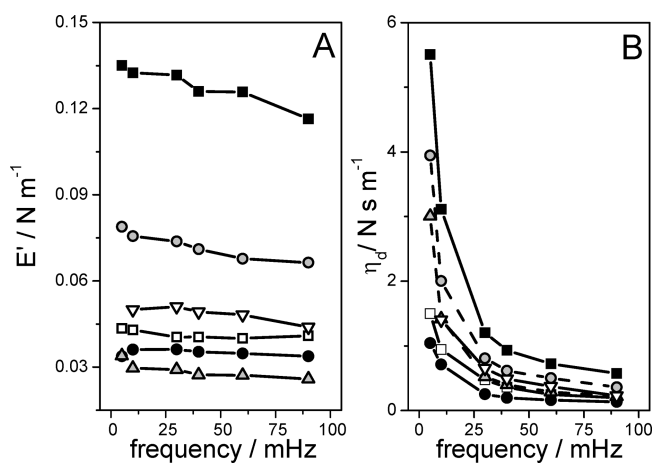 A
0.15
0.12
0.09
0.06
0.03
E' / N m⁻¹
0 25 50 75 100
frequency / mHz
B
6
4
2
0
η_d / N s m⁻¹
0 25 50 75 100
frequency / mHz